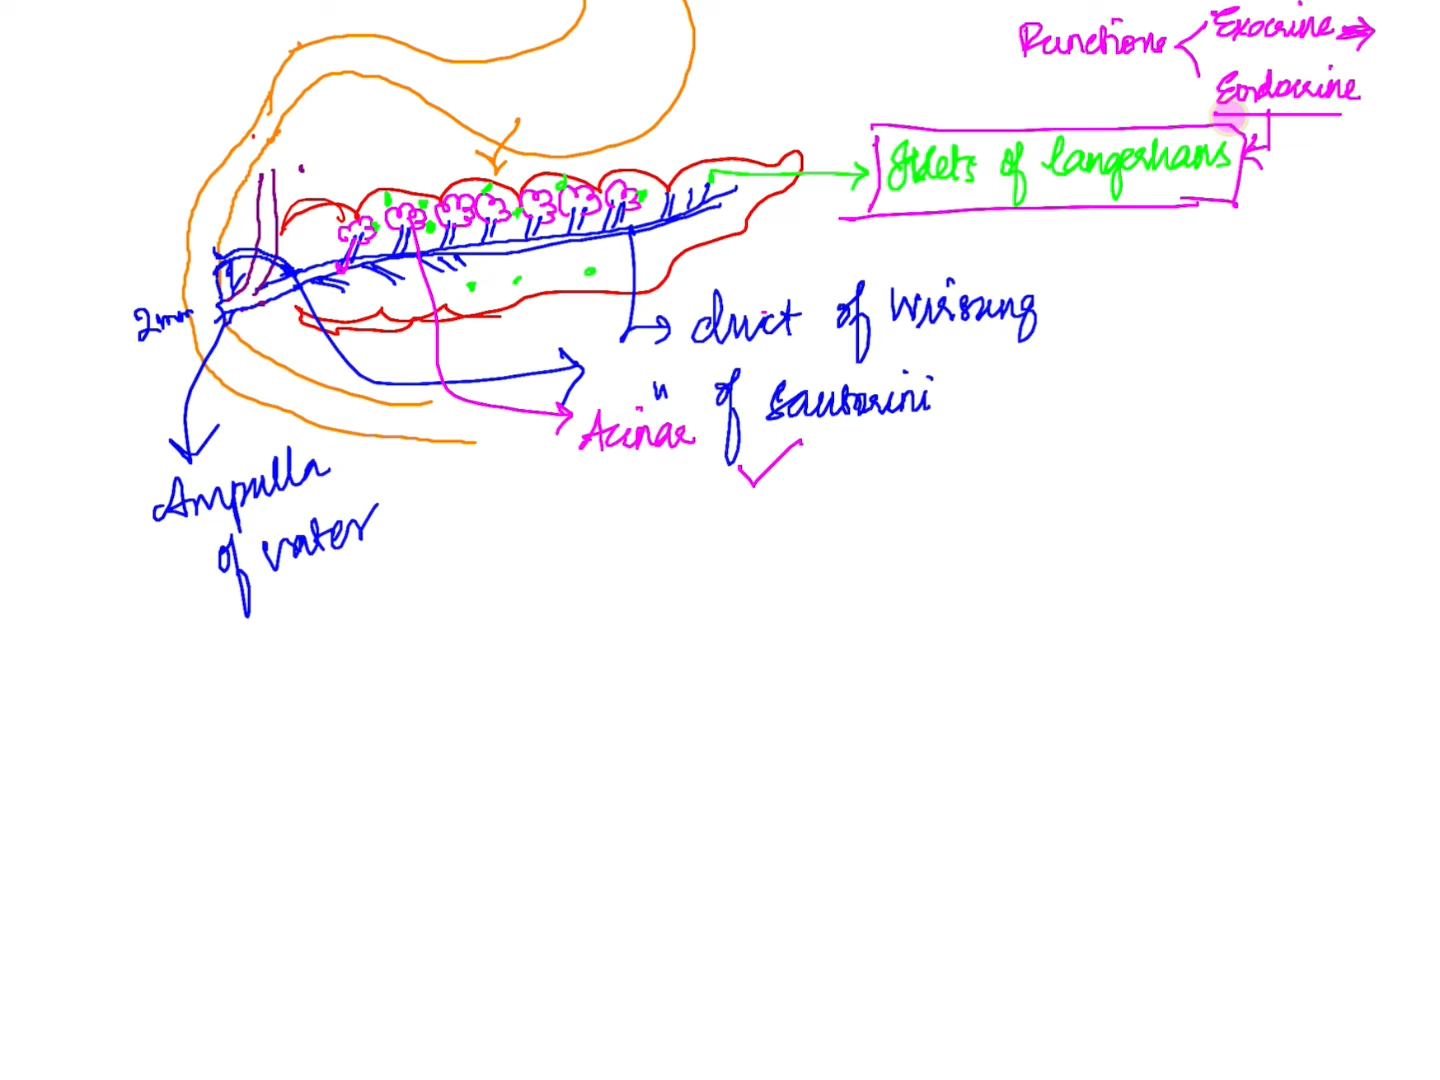 Functions
Exocrine
Endocrine
Islets of langerhans
2mm
duct of Wirsung
" of Santorini
Acinae
Ampulla
of vater